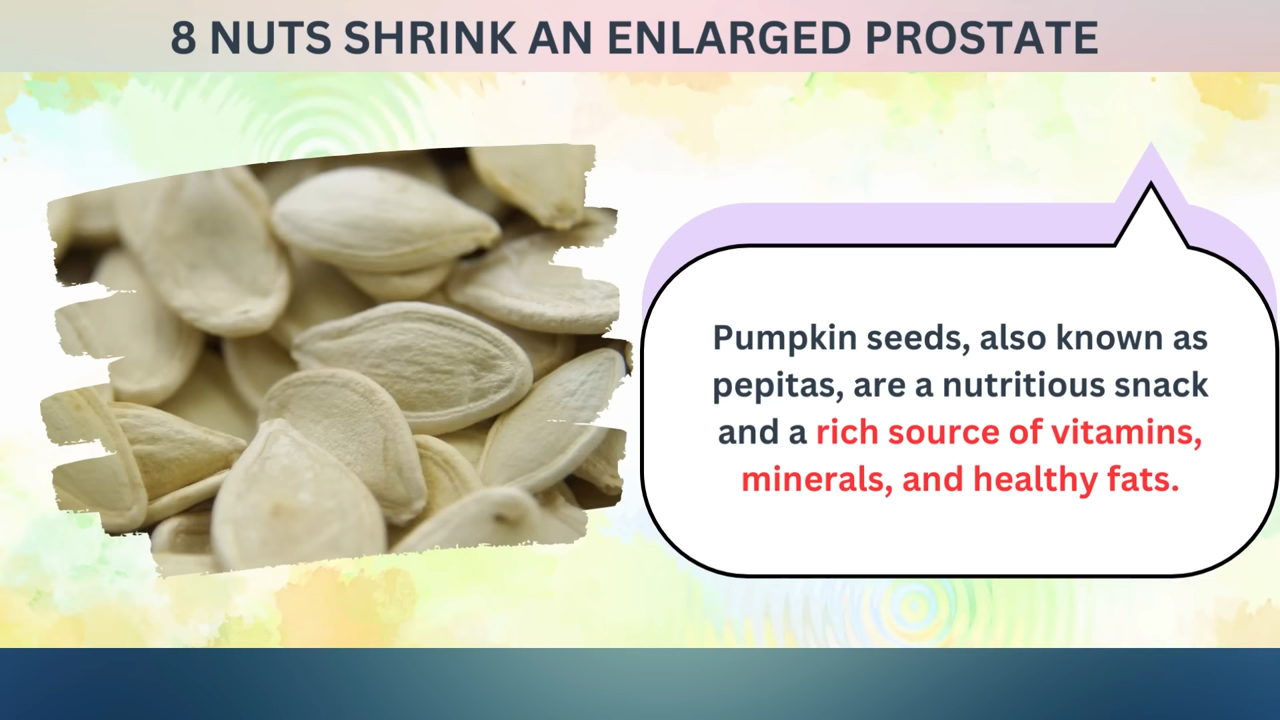 8 NUTS SHRINK AN ENLARGED PROSTATE
Pumpkin seeds, also known as
pepitas, are a nutritious snack
and a rich source of vitamins,
minerals, and healthy fats.